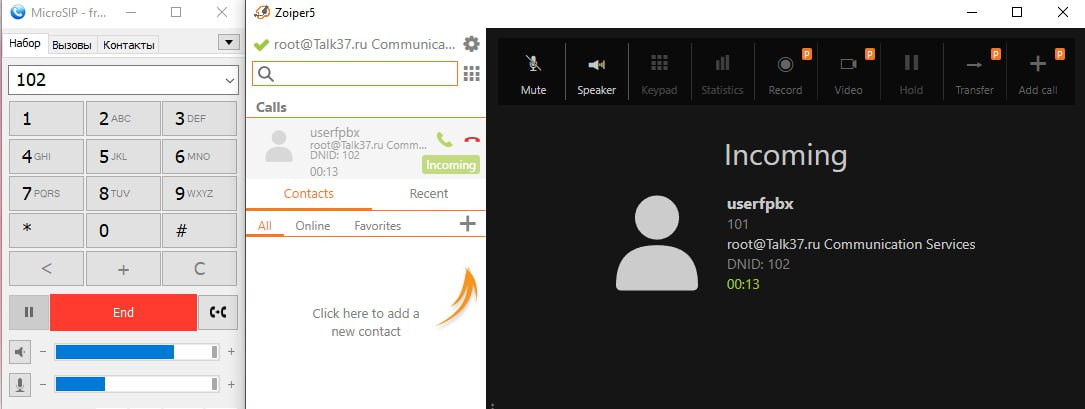 MicroSIP - fr...
Набор Вызовы Контакты
102
1 2 ABC 3 DEF
4 GHI 5 JKL 6 MNO
7 PQRS 8 TUV 9 WXYZ
* 0 #
< + C
End
− +
− +
Zoiper5
root@Talk37.ru Communica...
Calls
userfpbx
root@Talk37.ru Comm...
DNID: 102
Incoming
00:13
Contacts Recent
All Online Favorites
Click here to add a
new contact
Mute Speaker Keypad Statistics Record Video Hold Transfer Add call
p p p p
Incoming
userfpbx
101
root@Talk37.ru Communication Services
DNID: 102
00:13